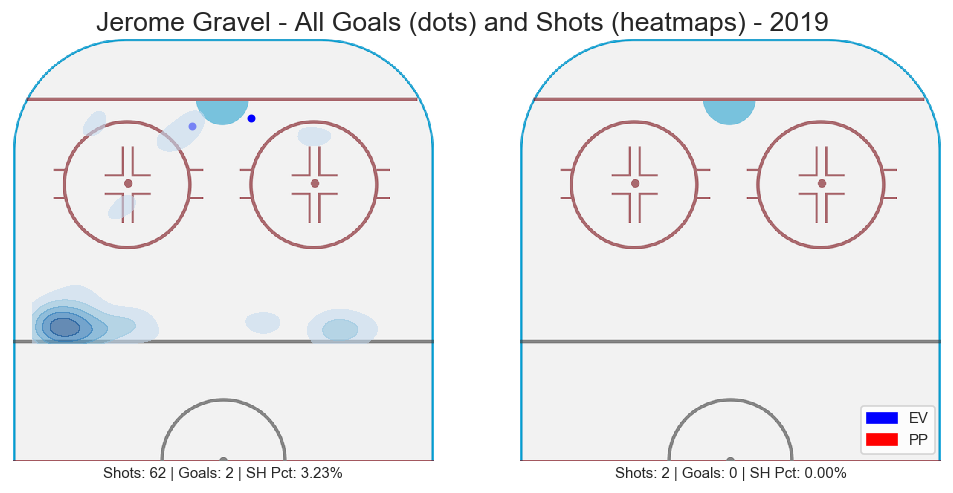 Jerome Gravel - All Goals (dots) and Shots (heatmaps) - 2019
EV
PP
Shots: 62 | Goals: 2 | SH Pct: 3.23%
Shots: 2 | Goals: 0 | SH Pct: 0.00%